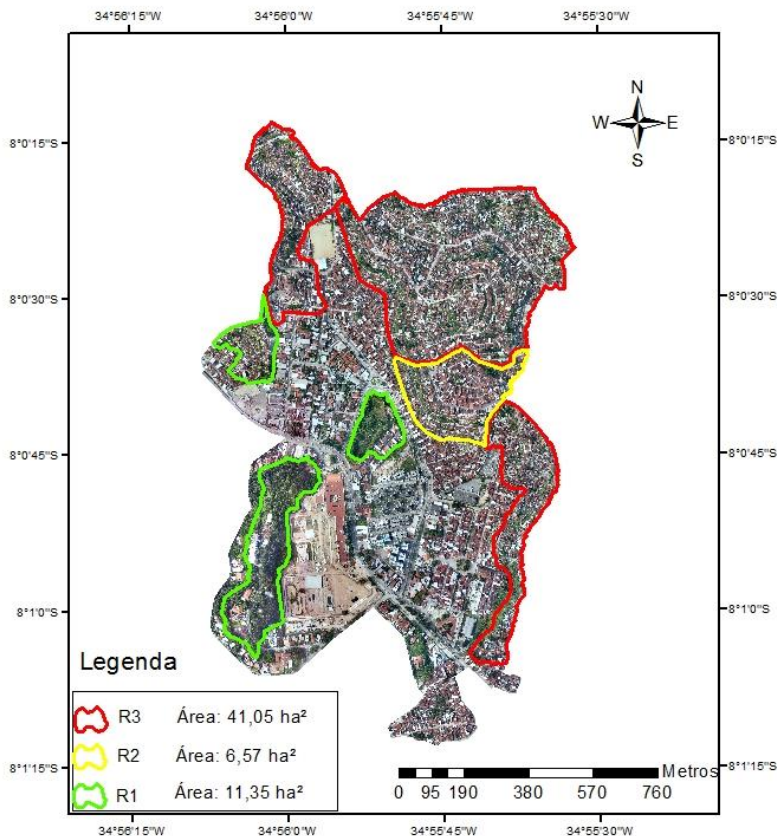 34°56'15"W 34°56'0"W 34°55'45"W 34°55'30"W
N
W E
S
8°0'15"S 8°0'15"S
8°0'30"S 8°0'30"S
8°0'45"S 8°0'45"S
8°1'0"S 8°1'0"S
Legenda
R3 Área: 41,05 ha²
R2 Área: 6,57 ha²
R1 Área: 11,35 ha²
Metros
0 95 190 380 570 760
8°1'15"S 8°1'15"S
34°56'15"W 34°56'0"W 34°55'45"W 34°55'30"W